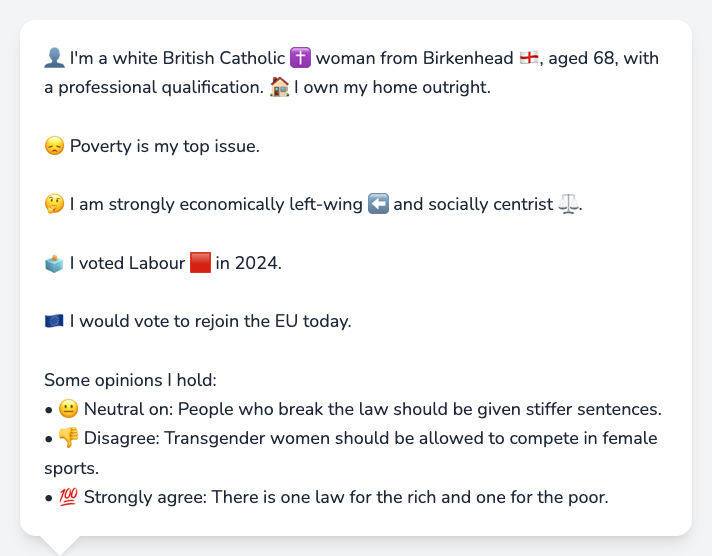 👤 I'm a white British Catholic ✝️ woman from Birkenhead 🏴󠁧󠁢󠁥󠁮󠁧󠁿, aged 68, with
a professional qualification. 🏠 I own my home outright.
😞 Poverty is my top issue.
🤔 I am strongly economically left-wing ⬅️ and socially centrist ⚖️.
🗳️ I voted Labour 🟥 in 2024.
🇪🇺 I would vote to rejoin the EU today.
Some opinions I hold:
• 😐 Neutral on: People who break the law should be given stiffer sentences.
• 👎 Disagree: Transgender women should be allowed to compete in female
sports.
• 💯 Strongly agree: There is one law for the rich and one for the poor.